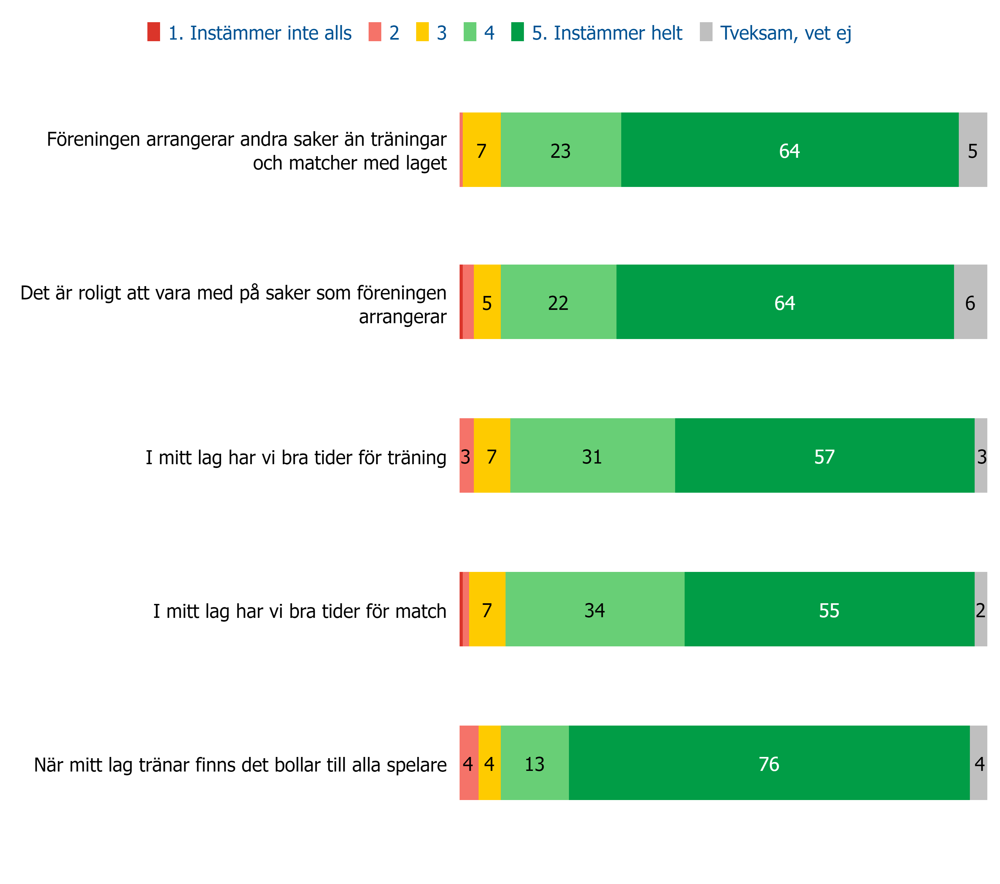 1. Instämmer inte alls 2 3 4 5. Instämmer helt Tveksam, vet ej
Föreningen arrangerar andra saker än träningar
och matcher med laget
7 23 64 5
Det är roligt att vara med på saker som föreningen
arrangerar
5 22 64 6
I mitt lag har vi bra tider för träning
3 7 31 57 3
I mitt lag har vi bra tider för match
7 34 55 2
När mitt lag tränar finns det bollar till alla spelare
4 4 13 76 4